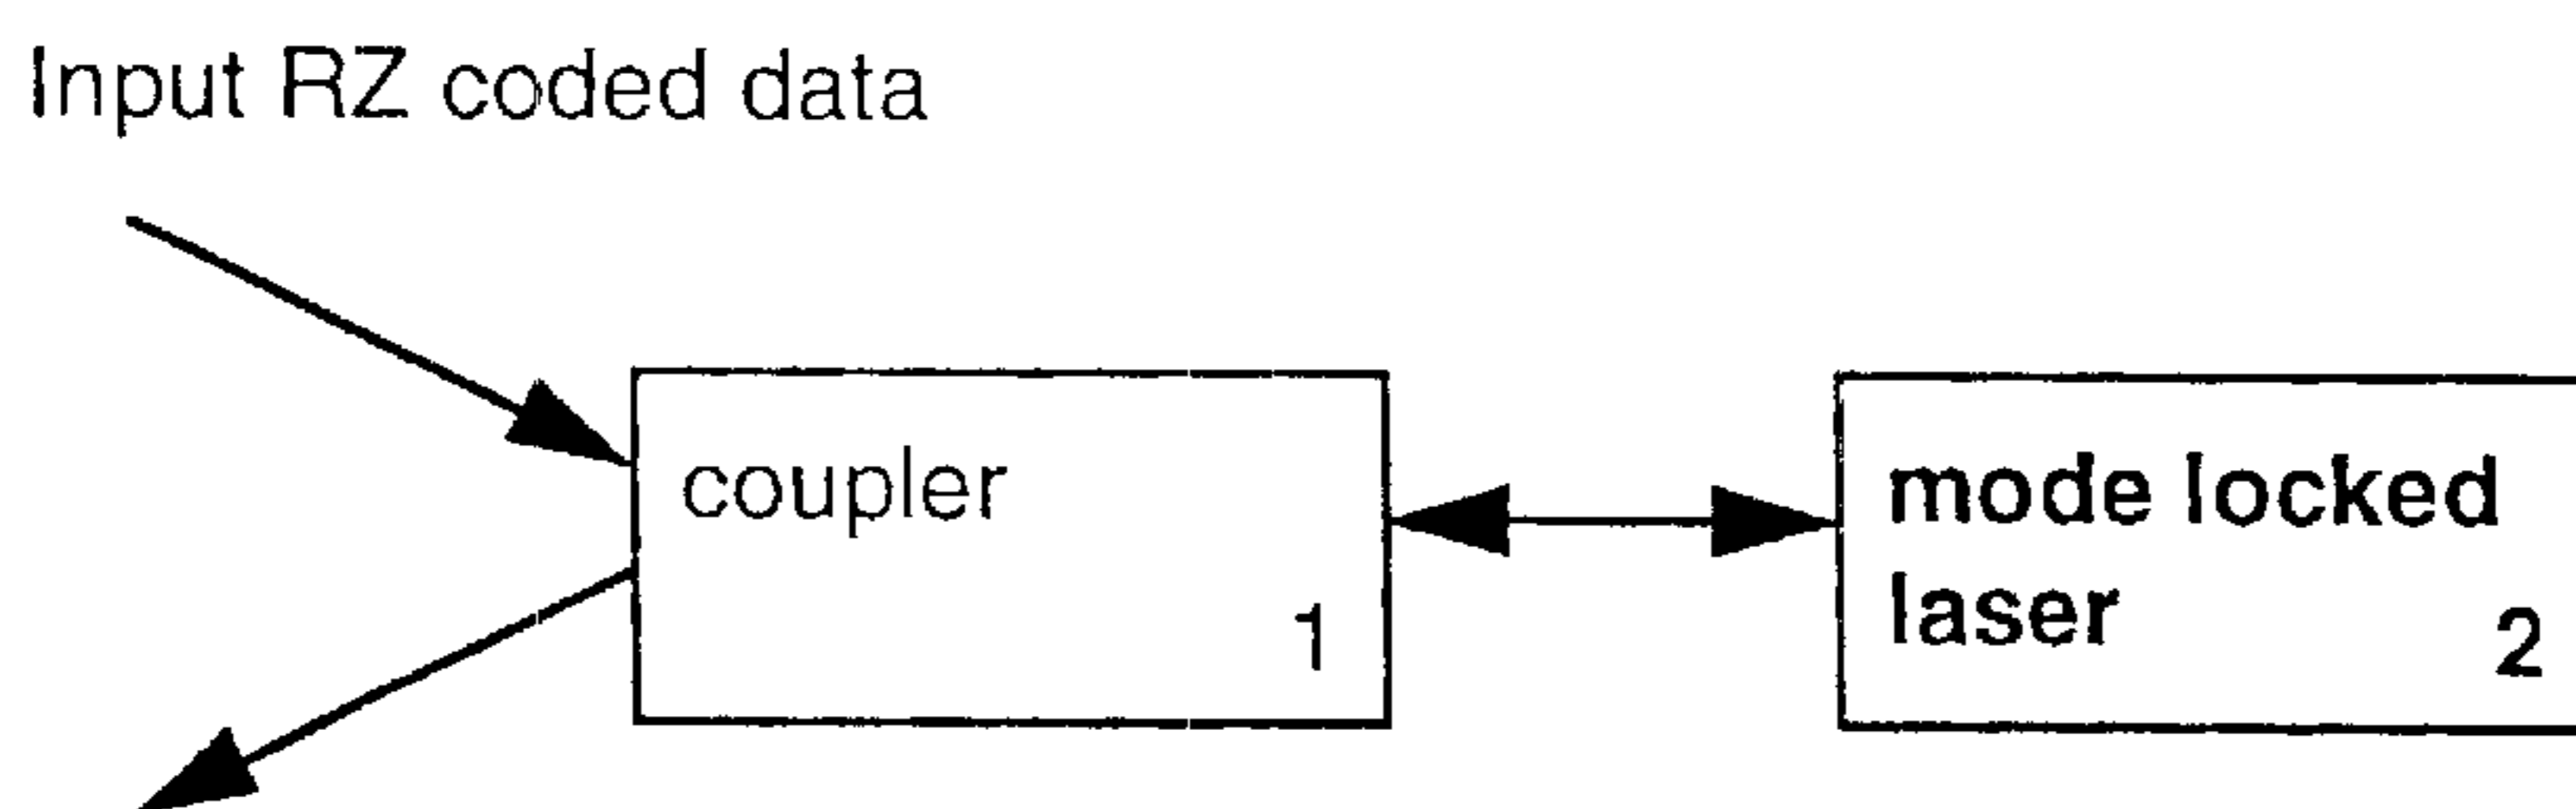 Input RZ coded data
coupler
1
mode locked
laser
2